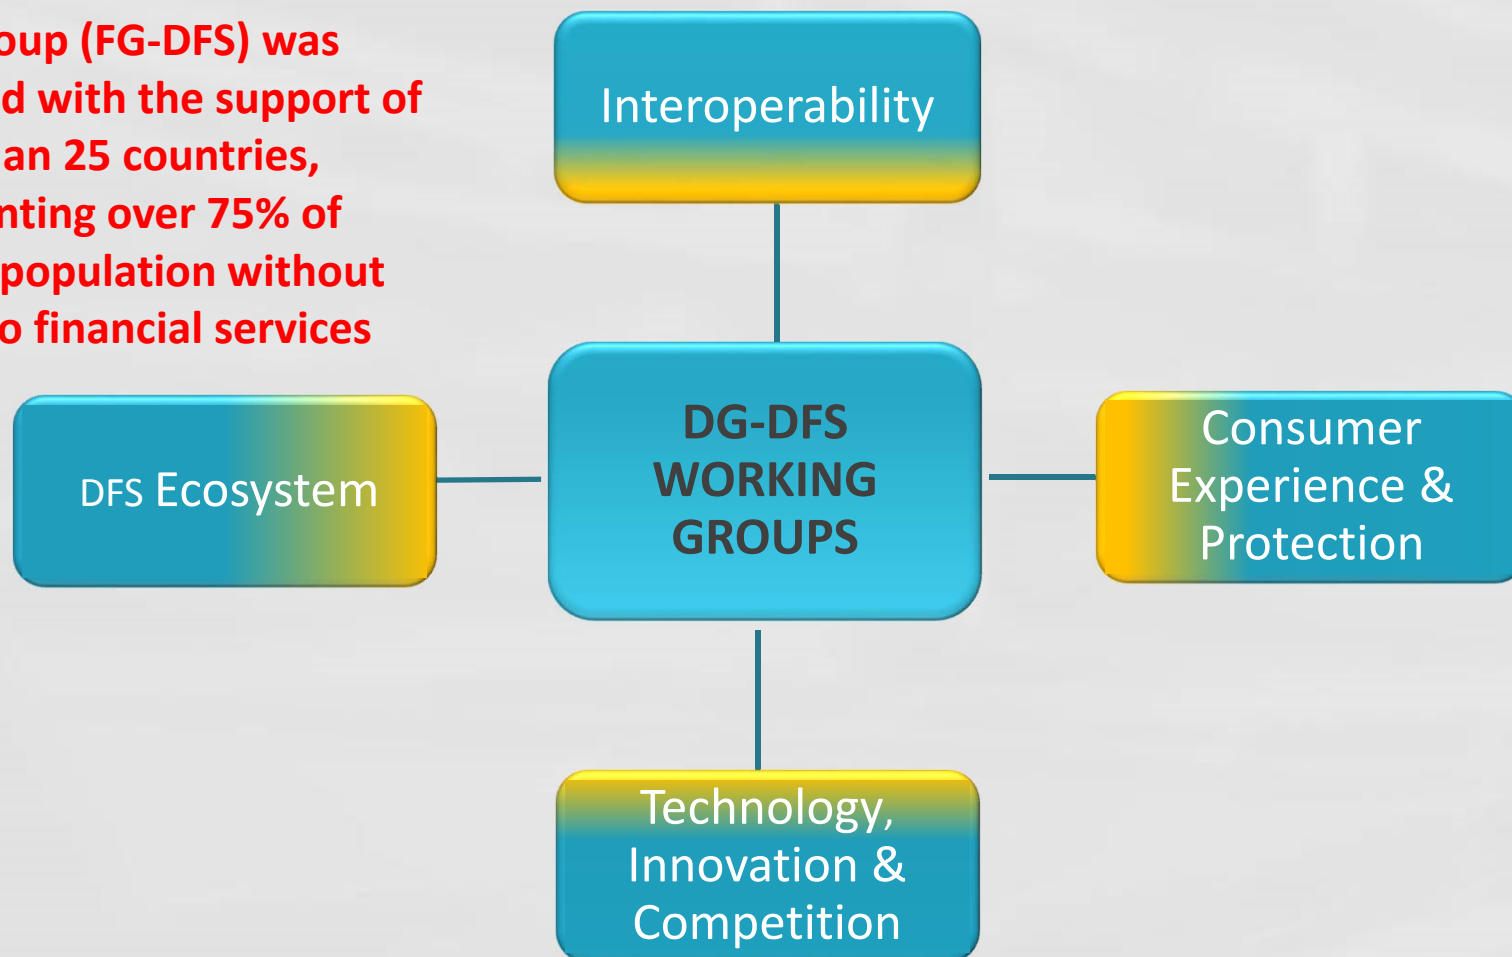 oup (FG-DFS) was
d with the support of
an 25 countries,
nting over 75% of
population without
o financial services
Interoperability
DFS Ecosystem
DG-DFS
WORKING
GROUPS
Consumer
Experience &
Protection
Technology,
Innovation &
Competition